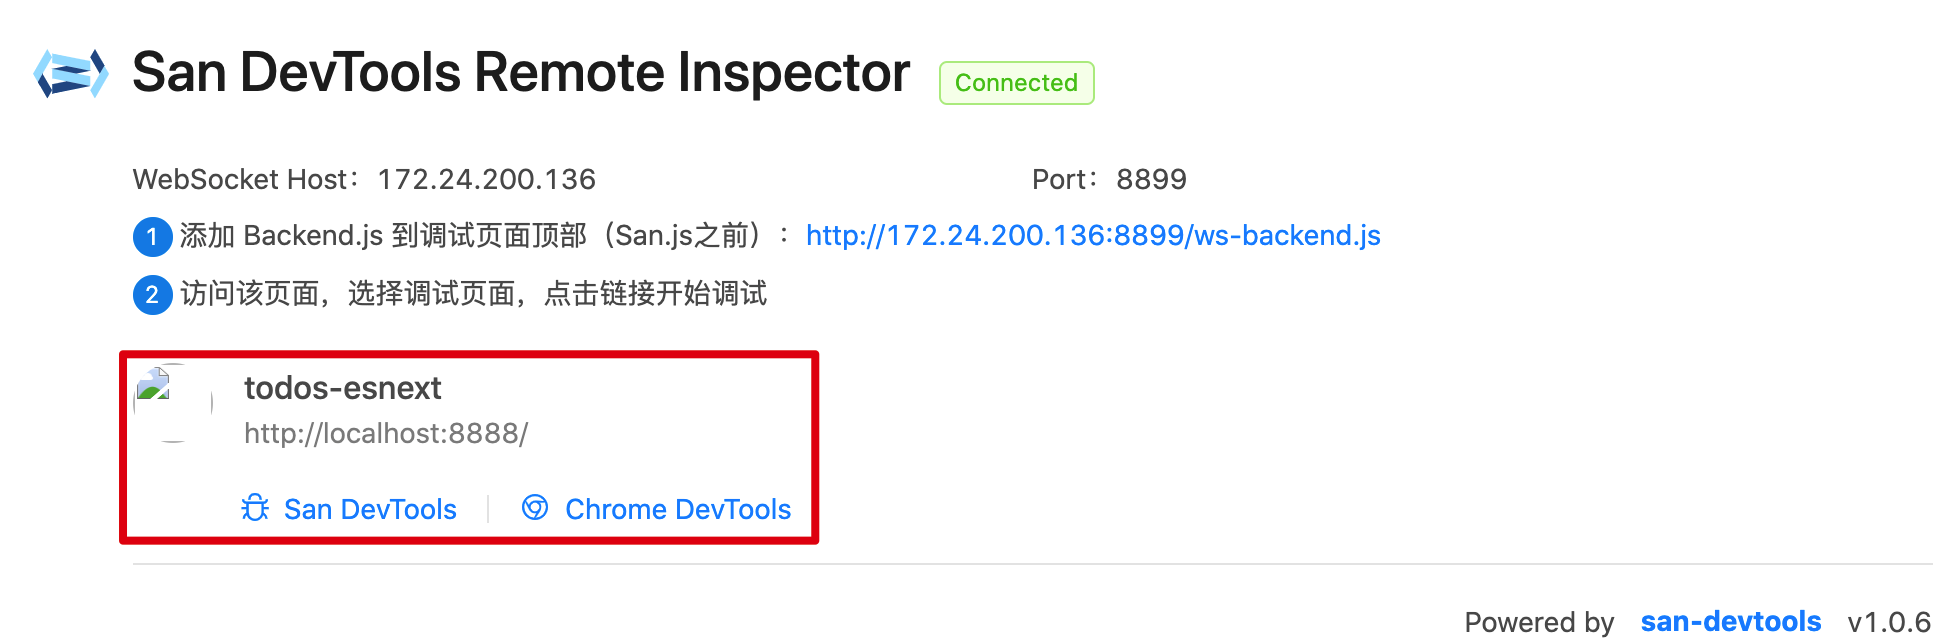 San DevTools Remote Inspector Connected
WebSocket Host： 172.24.200.136 Port： 8899
1 添加 Backend.js 到调试页面顶部（San.js之前）： http://172.24.200.136:8899/ws-backend.js
2 访问该页面，选择调试页面，点击链接开始调试
todos-esnext
http://localhost:8888/
San DevTools Chrome DevTools
Powered by san-devtools v1.0.6